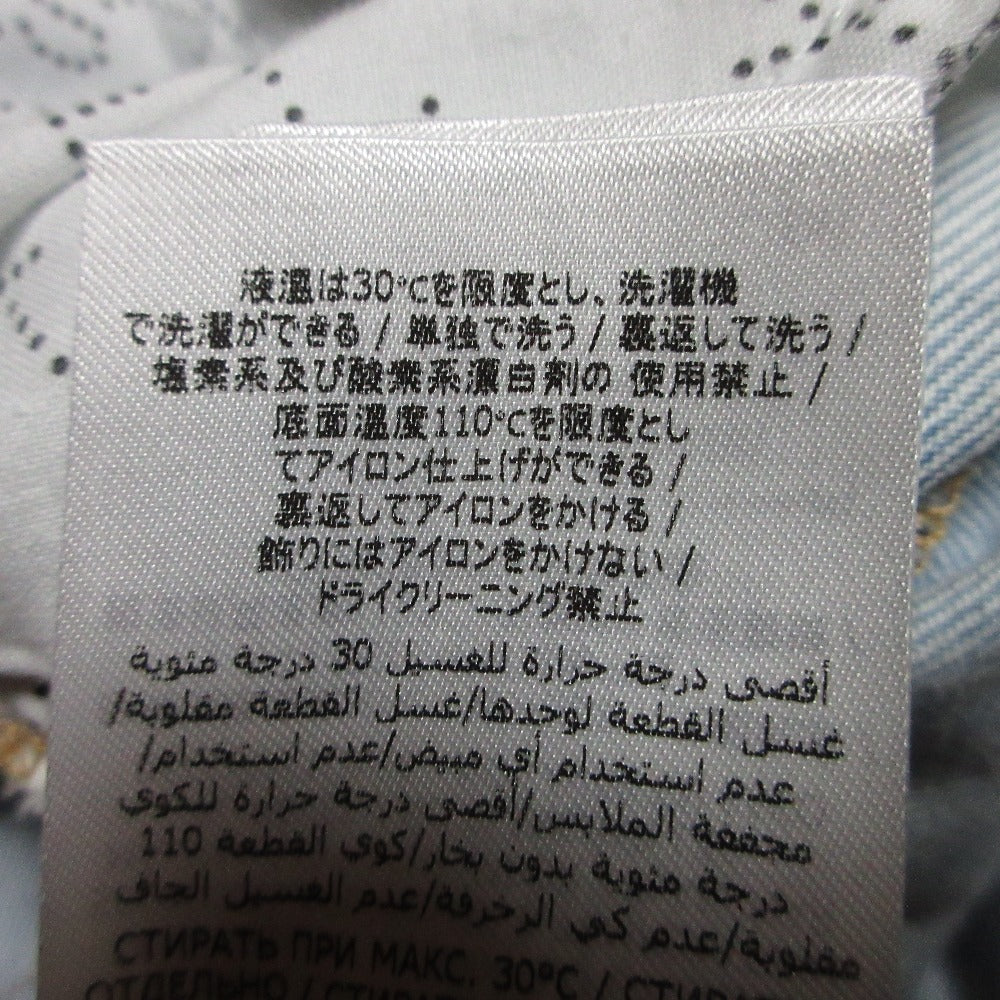 液温は30℃を限度とし、洗濯機
で洗濯ができる / 単独で洗う / 裏返して洗う /
塩素系及び酸素系漂白剤の 使用禁止 /
底面温度110℃を限度とし
てアイロン仕上げができる /
裏返してアイロンをかける /
飾りにはアイロンをかけない /
ドライクリーニング禁止
أقصى درجة حرارة للغسيل 30 درجة مئوية
غسل القطعة لوحدها/غسل القطعة مقلوبة/
عدم استخدام أي مبيض/عدم استخدام/
مجففة الملابس/أقصى درجة حرارة للكوي
110 درجة مئوية بدون بخار/كوي القطعة
مقلوبة/عدم كي الزخرفة/عدم الغسيل الجاف
СТИРАТЬ ПРИ МАКС. 30°C / СТИРАТЬ
ОТДЕЛЬНО /